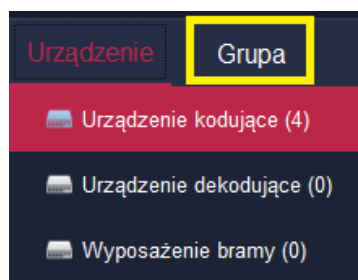 Urządzenie Grupa
Urządzenie kodujące (4)
Urządzenie dekodujące (0)
Wyposażenie bramy (0)